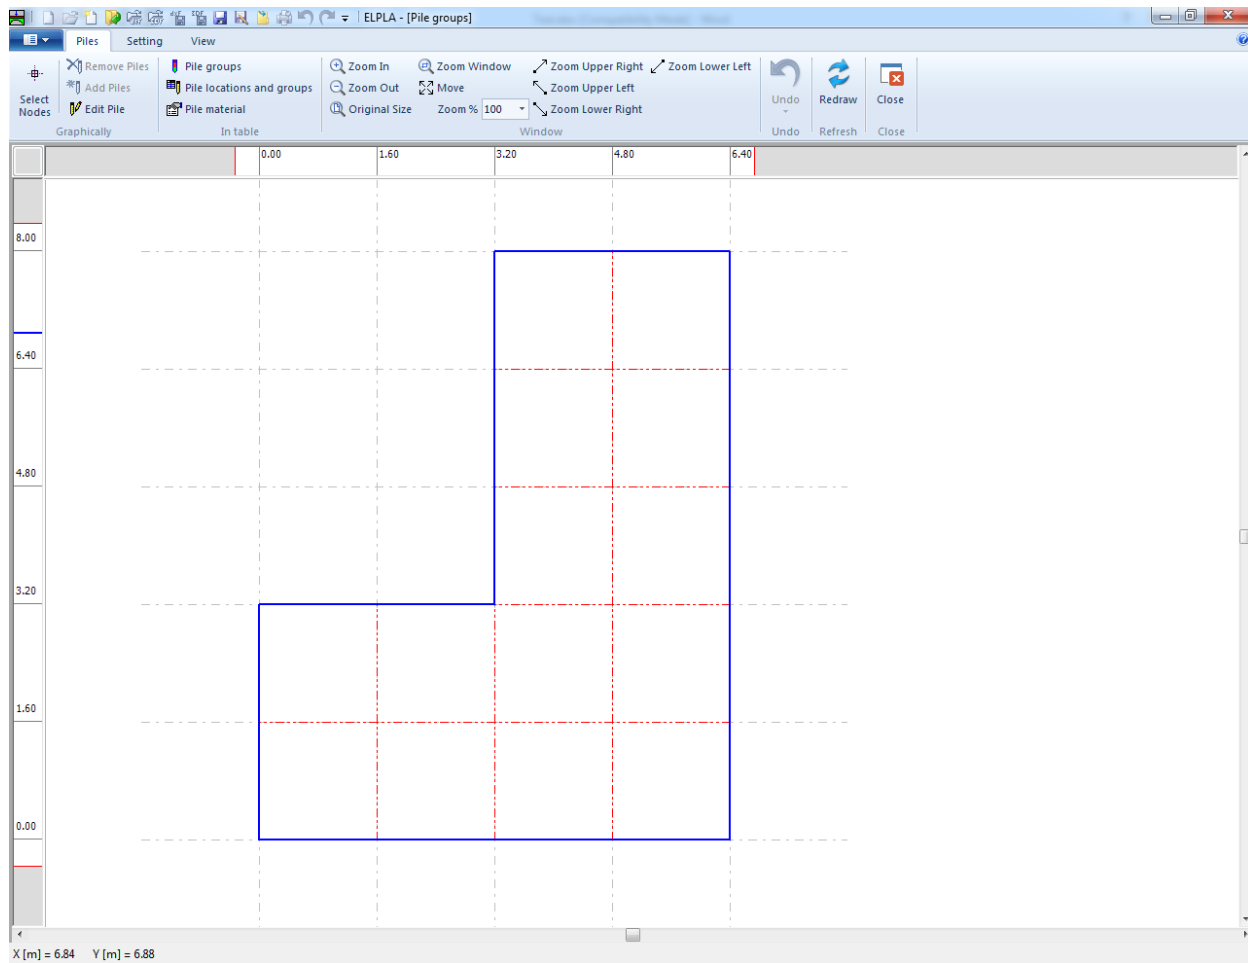 ELPLA - [Pile groups]
Piles Setting View
Remove Piles Pile groups Zoom In Zoom Window Zoom Upper Right Zoom Lower Left
Add Piles Pile locations and groups Zoom Out Move Zoom Upper Left
Select Nodes Edit Pile Pile material Original Size Zoom % 100 Zoom Lower Right Undo Redraw Close
Graphically In table Window Undo Refresh Close
0.00 1.60 3.20 4.80 6.40
8.00
6.40
4.80
3.20
1.60
0.00
X [m] = 6.84 Y [m] = 6.88